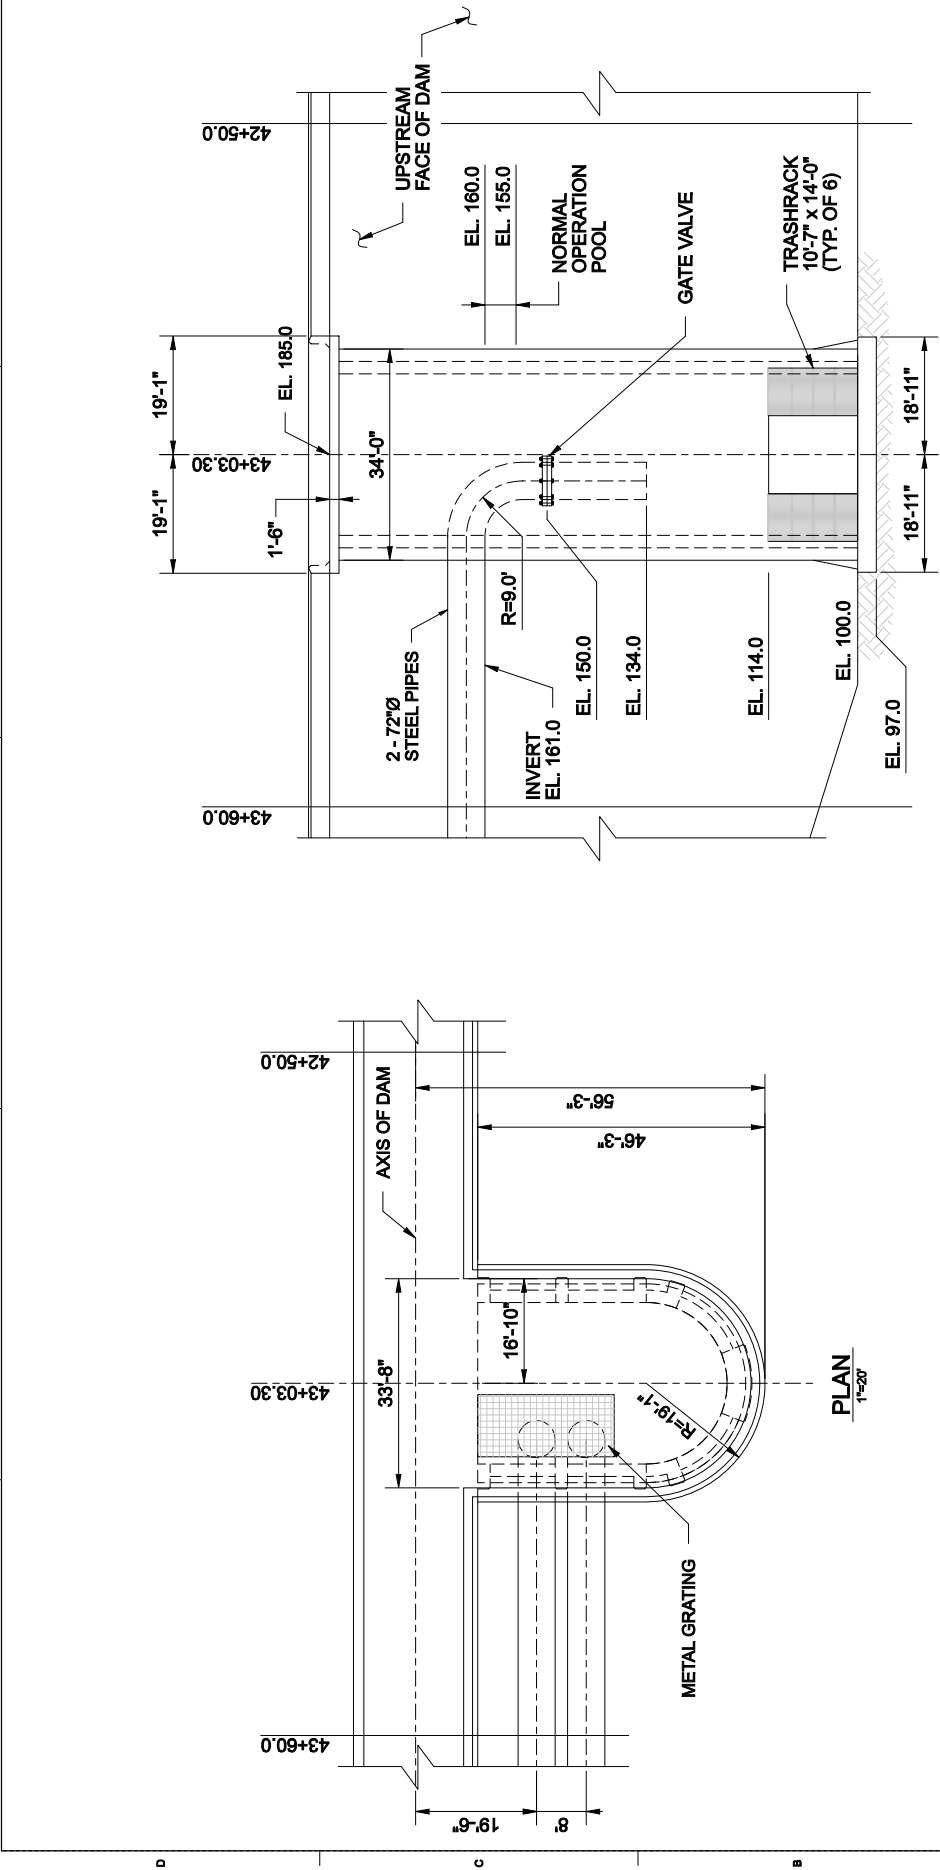 42+50.0
UPSTREAM
FACE OF DAM
EL. 160.0
EL. 155.0
NORMAL
OPERATION
POOL
GATE VALVE
TRASHRACK
10'-7" x 14'-0"
(TYP. OF 6)
19'-1"
EL. 185.0
43+03.30
34'-0"
19'-1"
1'-6"
18'-11"
18'-11"
2 - 72"Ø
STEEL PIPES
R=9.0'
INVERT
EL. 161.0
EL. 150.0
EL. 134.0
EL. 114.0
EL. 100.0
EL. 97.0
43+60.0
42+50.0
AXIS OF DAM
56'-3"
46'-3"
43+03.30
33'-8"
16'-10"
R=19'-1"
PLAN
1"=20'
METAL GRATING
43+60.0
19'-6"
8'
D
C
B